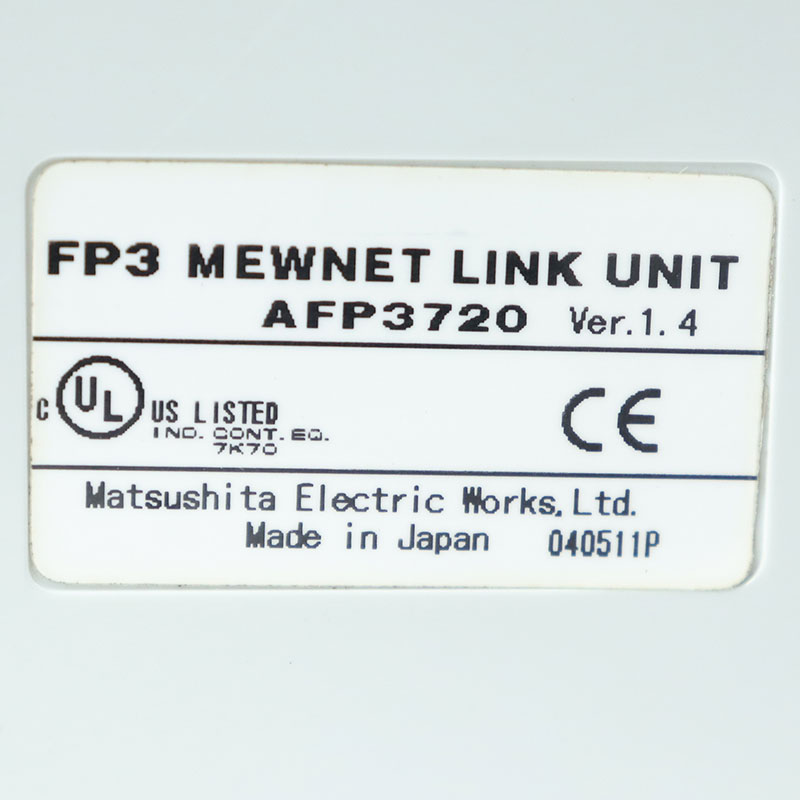 FP3 MEWNET LINK UNIT
AFP3720 Ver.1.4
C UL US LISTED
IND. CONT. EQ.
7K70
CE
Matsushita Electric Works,Ltd.
Made in Japan 040511P